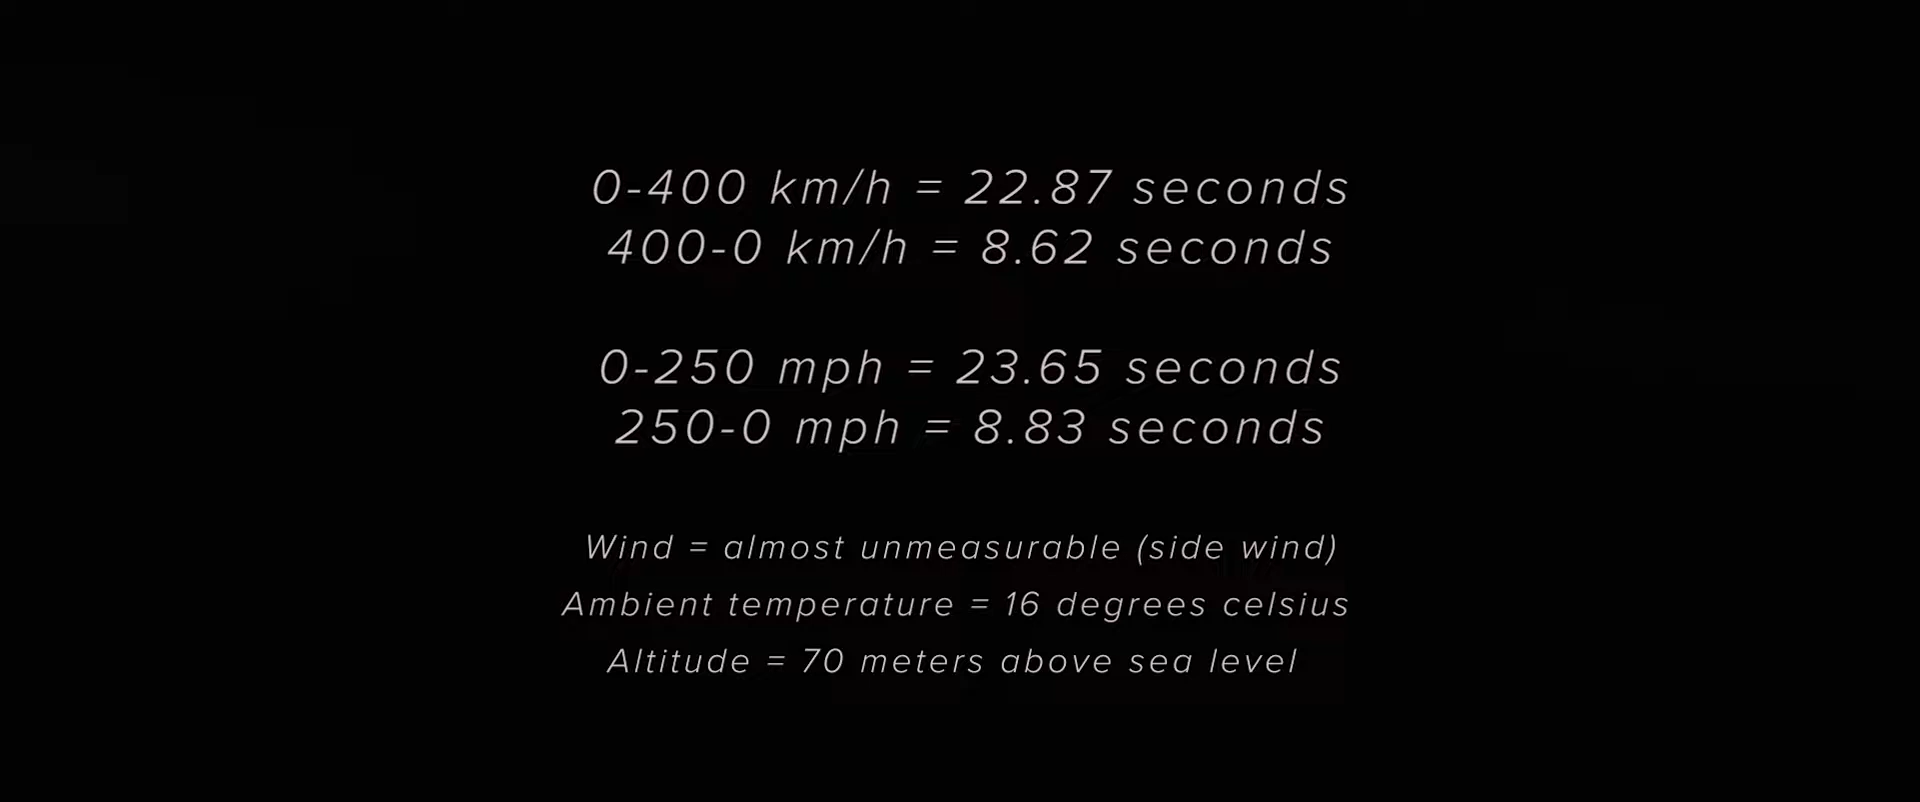 0-400 km/h = 22.87 seconds
400-0 km/h = 8.62 seconds
0-250 mph = 23.65 seconds
250-0 mph = 8.83 seconds
Wind = almost unmeasurable (side wind)
Ambient temperature = 16 degrees celsius
Altitude = 70 meters above sea level